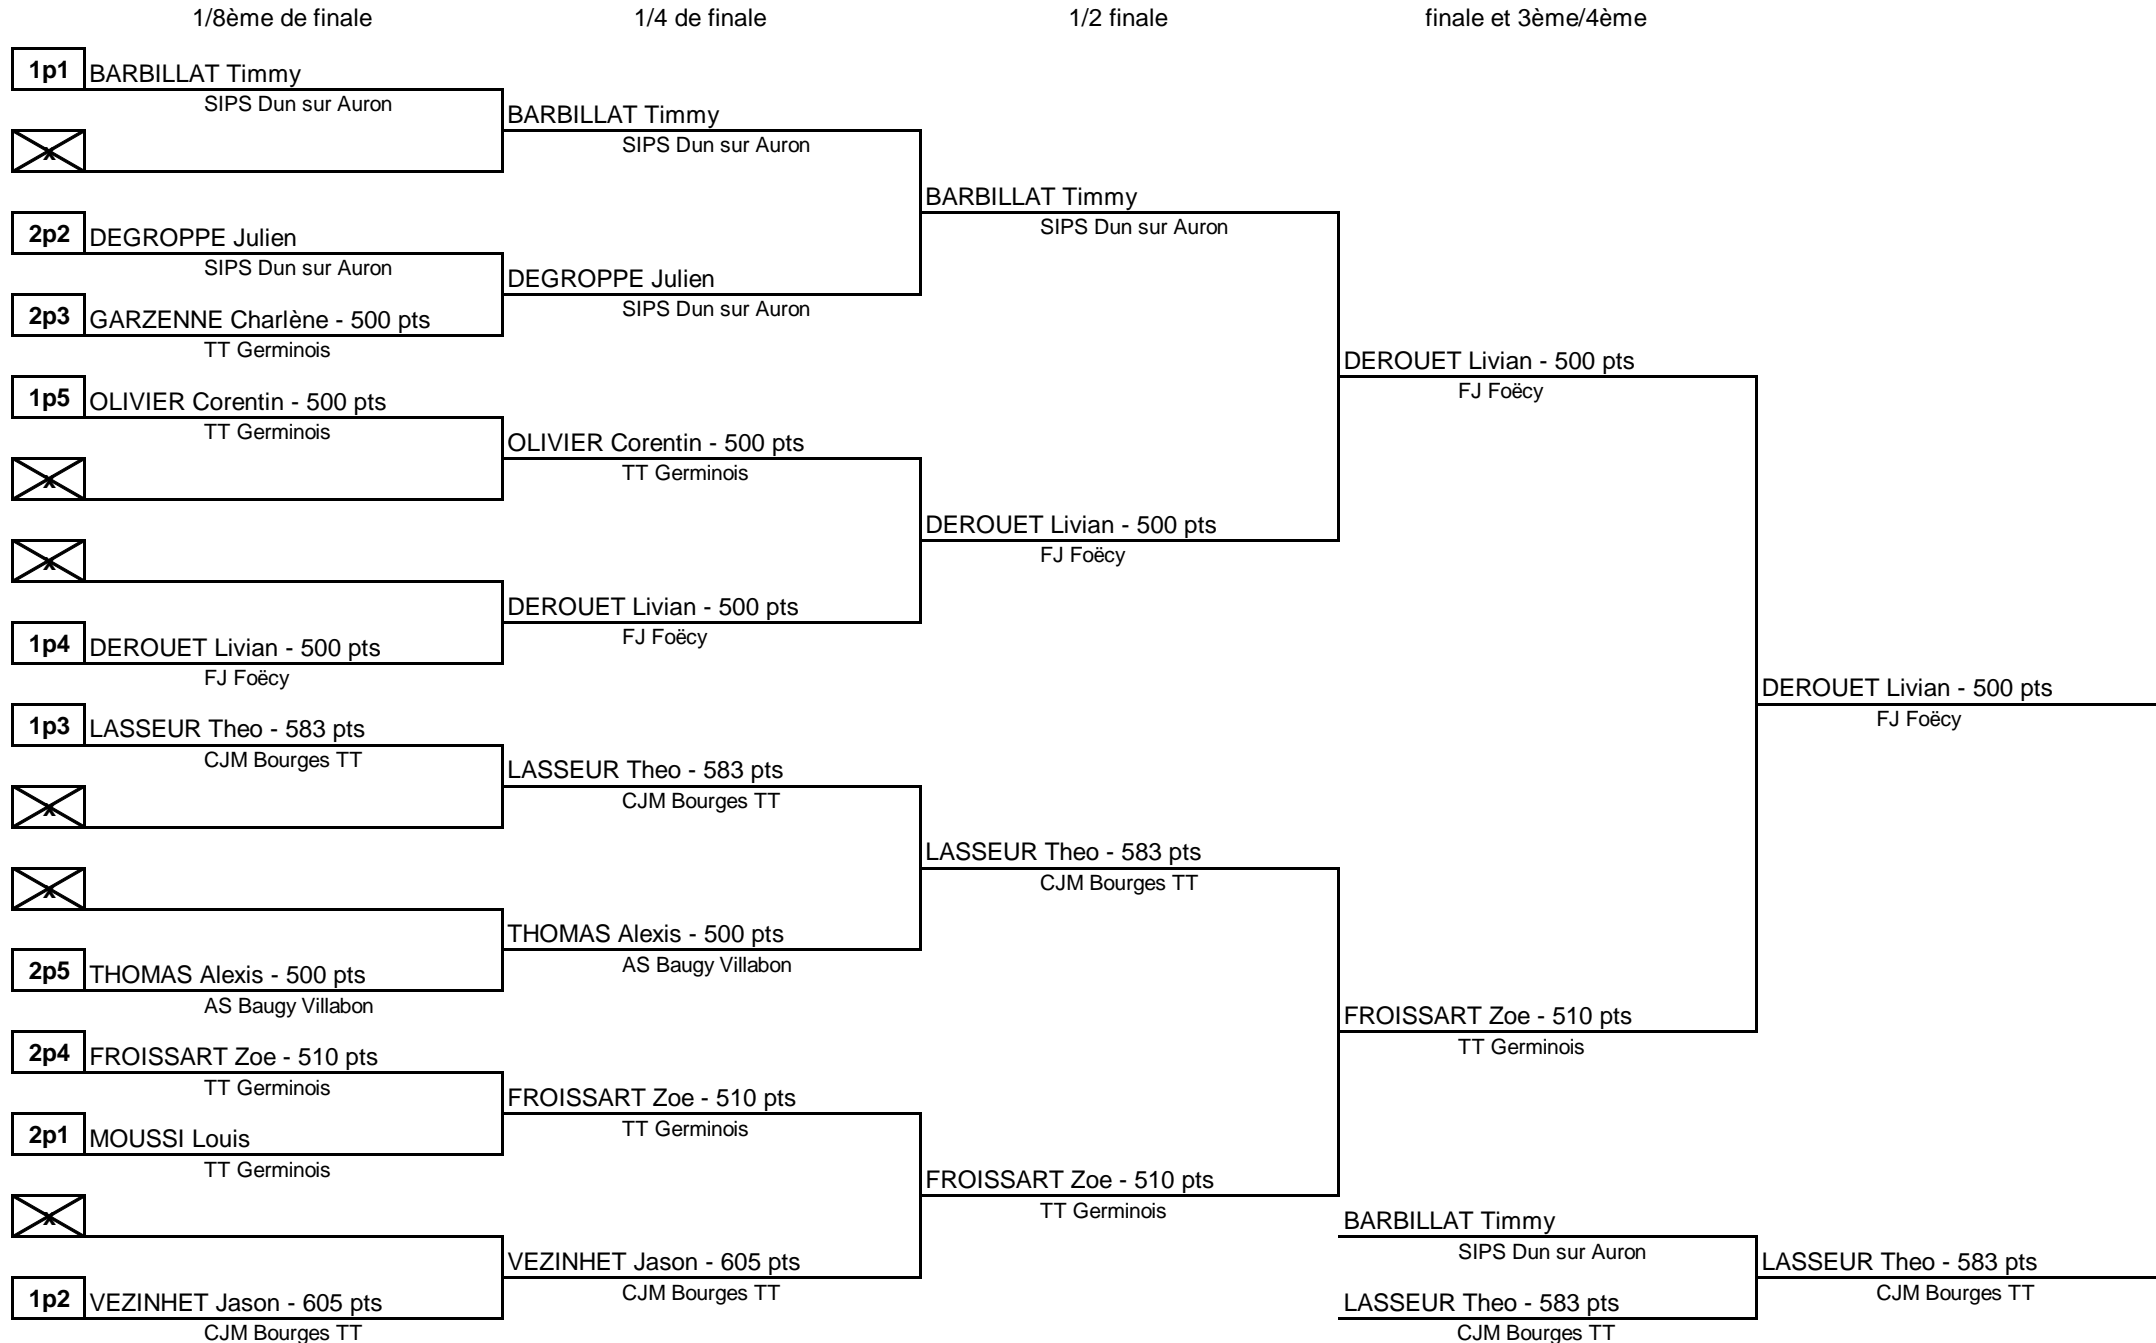 1/8ème de finale
1/4 de finale
1/2 finale
finale et 3ème/4ème
1p1 BARBILLAT Timmy
SIPS Dun sur Auron
x
2p2 DEGROPPE Julien
SIPS Dun sur Auron
2p3 GARZENNE Charlène - 500 pts
TT Germinois
1p5 OLIVIER Corentin - 500 pts
TT Germinois
x
x
1p4 DEROUET Livian - 500 pts
FJ Foëcy
1p3 LASSEUR Theo - 583 pts
CJM Bourges TT
x
x
2p5 THOMAS Alexis - 500 pts
AS Baugy Villabon
2p4 FROISSART Zoe - 510 pts
TT Germinois
2p1 MOUSSI Louis
TT Germinois
x
1p2 VEZINHET Jason - 605 pts
CJM Bourges TT
BARBILLAT Timmy
SIPS Dun sur Auron
DEGROPPE Julien
SIPS Dun sur Auron
OLIVIER Corentin - 500 pts
TT Germinois
DEROUET Livian - 500 pts
FJ Foëcy
LASSEUR Theo - 583 pts
CJM Bourges TT
THOMAS Alexis - 500 pts
AS Baugy Villabon
FROISSART Zoe - 510 pts
TT Germinois
VEZINHET Jason - 605 pts
CJM Bourges TT
BARBILLAT Timmy
SIPS Dun sur Auron
DEROUET Livian - 500 pts
FJ Foëcy
LASSEUR Theo - 583 pts
CJM Bourges TT
FROISSART Zoe - 510 pts
TT Germinois
DEROUET Livian - 500 pts
FJ Foëcy
FROISSART Zoe - 510 pts
TT Germinois
BARBILLAT Timmy
SIPS Dun sur Auron
LASSEUR Theo - 583 pts
CJM Bourges TT
DEROUET Livian - 500 pts
FJ Foëcy
LASSEUR Theo - 583 pts
CJM Bourges TT